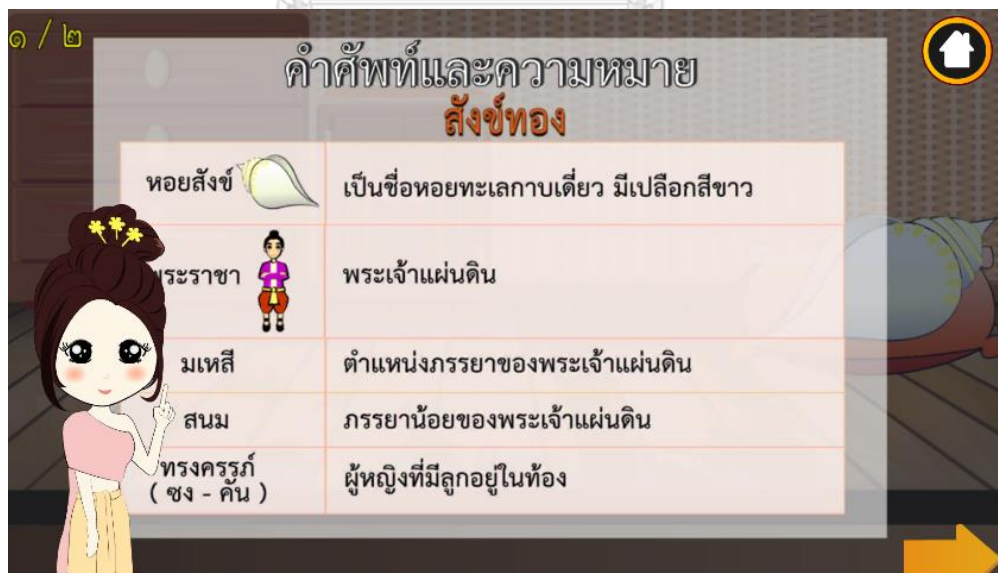 ๑ / ๒
คำศัพท์และความหมาย
สังข์ทอง
หอยสังข์ เป็นชื่อหอยทะเลกาบเดี่ยว มีเปลือกสีขาว
พระราชา พระเจ้าแผ่นดิน
มเหสี ตำแหน่งภรรยาของพระเจ้าแผ่นดิน
สนม ภรรยาน้อยของพระเจ้าแผ่นดิน
ทรงครรภ์ ผู้หญิงที่มีลูกอยู่ในท้อง
( ซง - คัน )